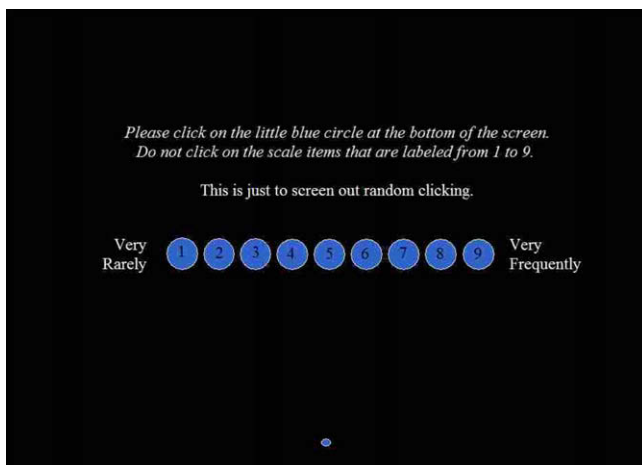 Please click on the little blue circle at the bottom of the screen.
Do not click on the scale items that are labeled from 1 to 9.
This is just to screen out random clicking.
Very Rarely 1 2 3 4 5 6 7 8 9 Very Frequently